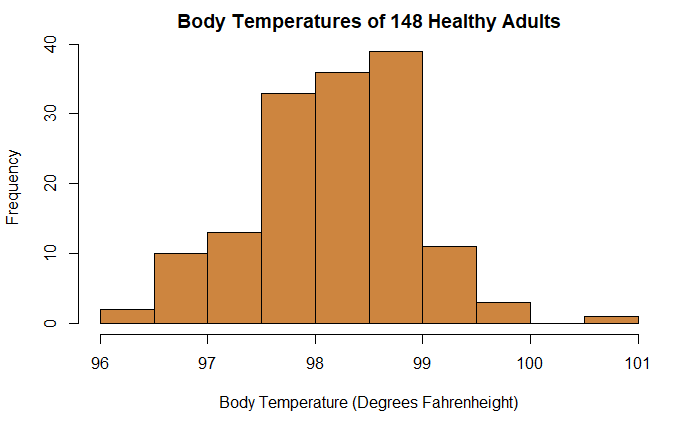 Body Temperatures of 148 Healthy Adults
Frequency
40
30
20
10
0
96 97 98 99 100 101
Body Temperature (Degrees Fahrenheight)